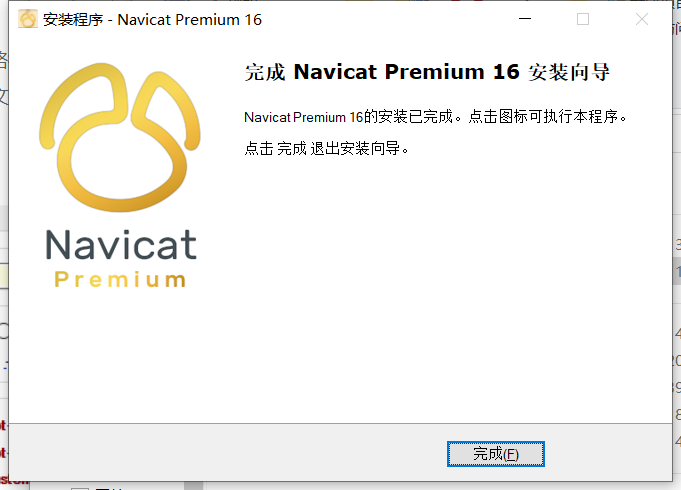 安装程序 - Navicat Premium 16
完成 Navicat Premium 16 安装向导
Navicat Premium 16的安装已完成。点击图标可执行本程序。
点击 完成 退出安装向导。
Navicat
Premium
完成(F)